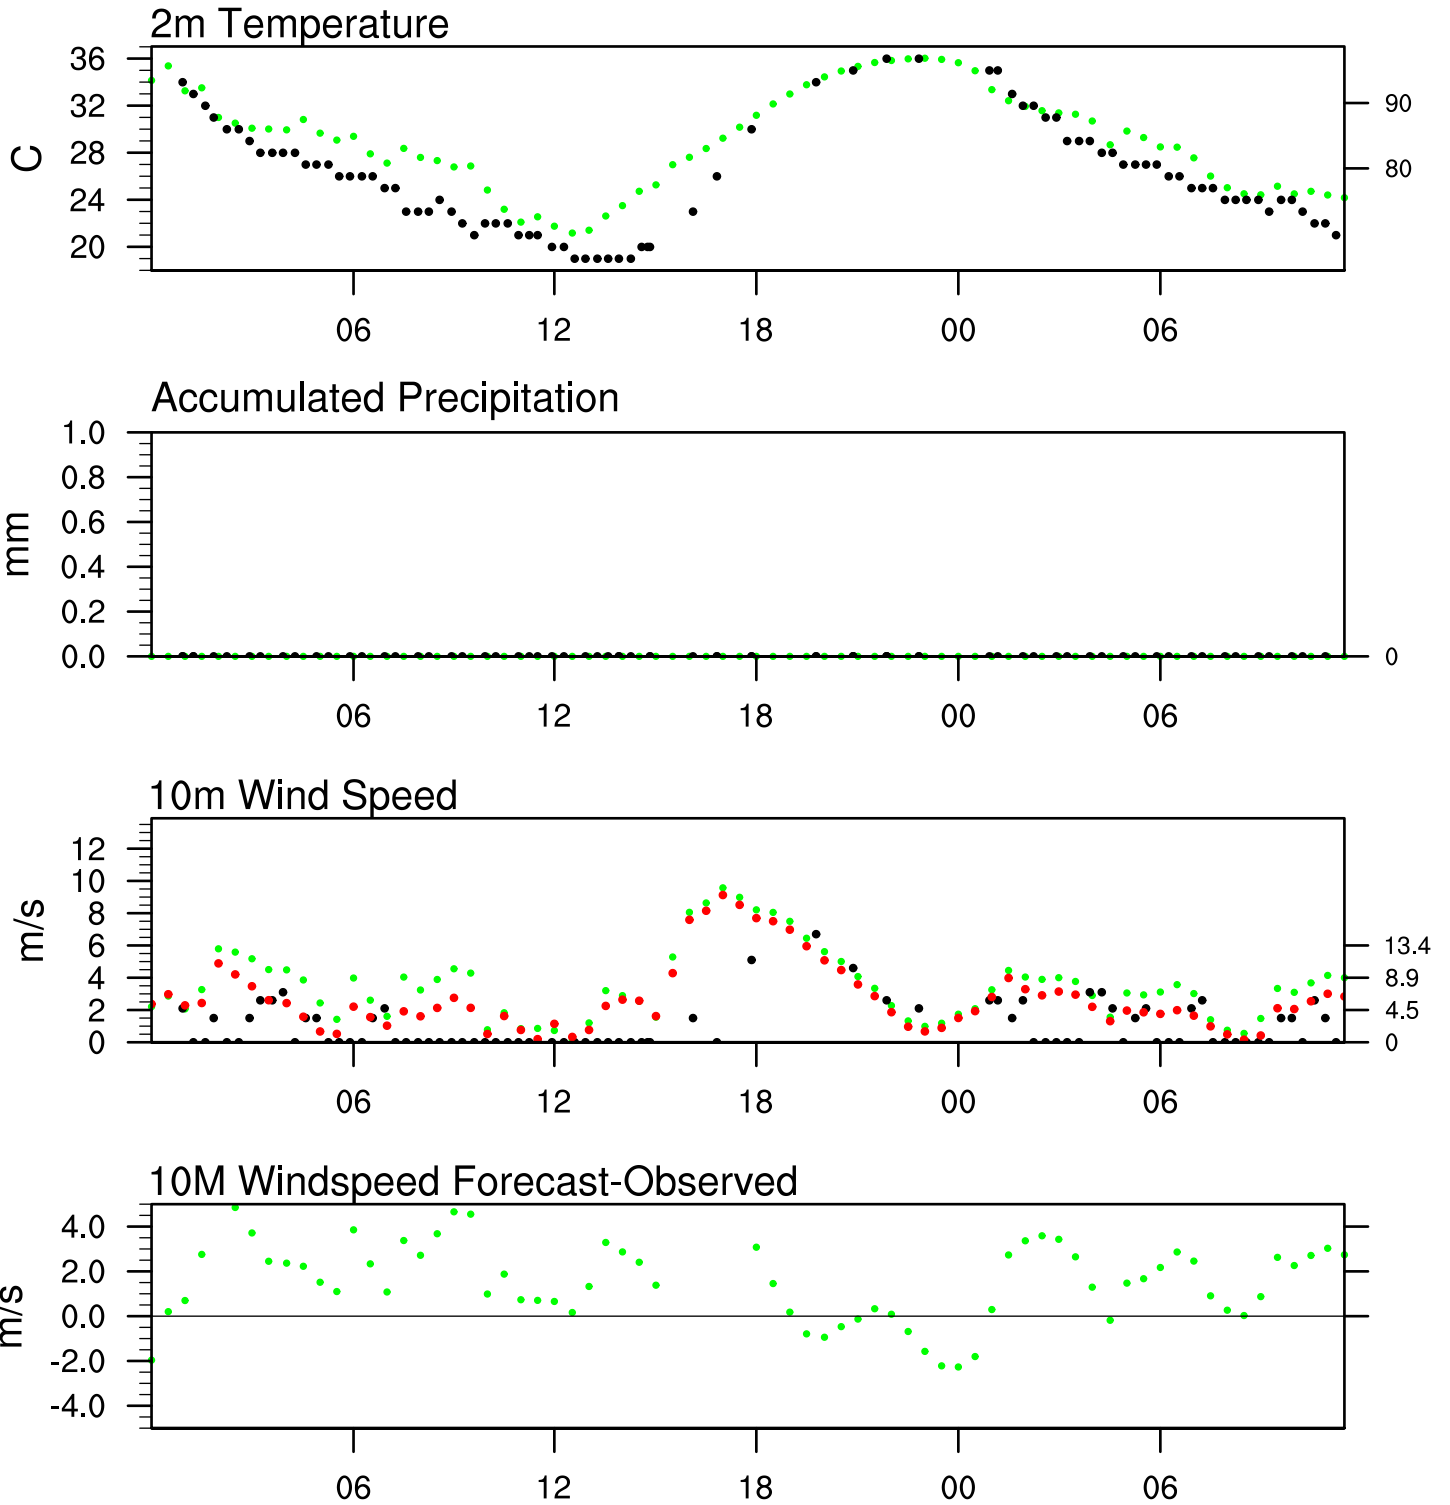 2m Temperature
36
32
28
24
20
C
90
80
06 12 18 00 06
Accumulated Precipitation
1.0
0.8
0.6
0.4
0.2
0.0
mm
0
06 12 18 00 06
10m Wind Speed
12
10
8
6
4
2
0
m/s
13.4
8.9
4.5
0
06 12 18 00 06
10M Windspeed Forecast-Observed
4.0
2.0
0.0
-2.0
-4.0
m/s
06 12 18 00 06